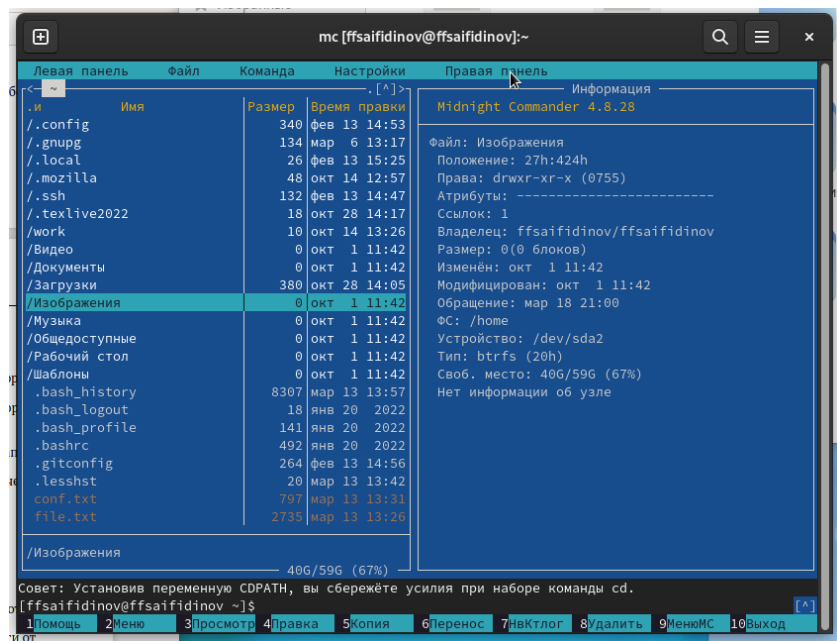 mc [ffsaifidinov@ffsaifidinov]:~
Левая панель Файл Команда Настройки Правая панель
<— ~ .[^]>
.и Имя Размер Время правки
/.config 340 фев 13 14:53
/.gnupg 134 мар 6 13:17
/.local 26 фев 13 15:25
/.mozilla 48 окт 14 12:57
/.ssh 132 фев 13 14:47
/.texlive2022 18 окт 28 14:17
/work 10 окт 14 13:26
/Видео 0 окт 1 11:42
/Документы 0 окт 1 11:42
/Загрузки 380 окт 28 14:05
/Изображения 0 окт 1 11:42
/Музыка 0 окт 1 11:42
/Общедоступные 0 окт 1 11:42
/Рабочий стол 0 окт 1 11:42
/Шаблоны 0 окт 1 11:42
.bash_history 8307 мар 13 13:57
.bash_logout 18 янв 20 2022
.bash_profile 141 янв 20 2022
.bashrc 492 янв 20 2022
.gitconfig 264 фев 13 14:56
.lesshst 20 мар 13 13:42
conf.txt 797 мар 13 13:31
file.txt 2735 мар 13 13:26
/Изображения
40G/59G (67%)
Информация
Midnight Commander 4.8.28
Файл: Изображения
Положение: 27h:424h
Права: drwxr-xr-x (0755)
Атрибуты: -------------------------
Ссылок: 1
Владелец: ffsaifidinov/ffsaifidinov
Размер: 0(0 блоков)
Изменён: окт 1 11:42
Модифицирован: окт 1 11:42
Обращение: мар 18 21:00
ФС: /home
Устройство: /dev/sda2
Тип: btrfs (20h)
Своб. место: 40G/59G (67%)
Нет информации об узле
Совет: Установив переменную CDPATH, вы сбережёте усилия при наборе команды cd.
[ffsaifidinov@ffsaifidinov ~]$ [^]
1Помощь 2Меню 3Просмотр 4Правка 5Копия 6Перенос 7НвКтлог 8Удалить 9МенюMC 10Выход